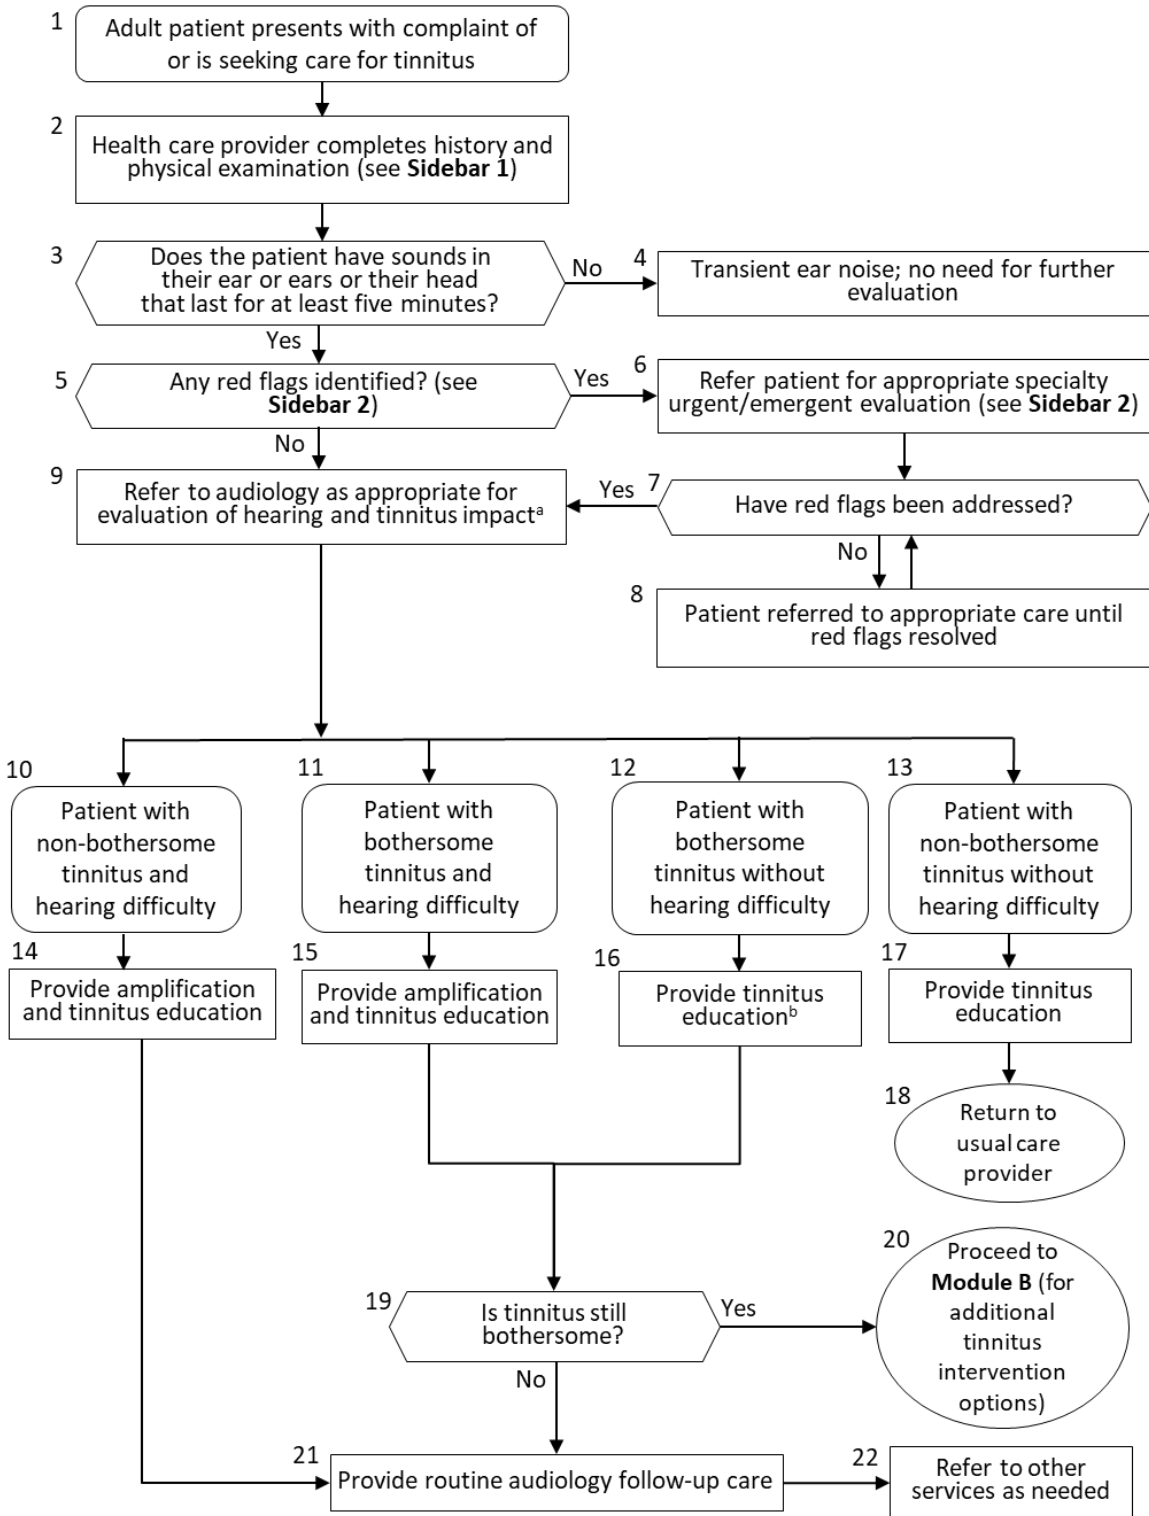 1
Adult patient presents with complaint of
or is seeking care for tinnitus
2
Health care provider completes history and
physical examination (see Sidebar 1)
3
Does the patient have sounds in
their ear or ears or their head
that last for at least five minutes?
No
4
Transient ear noise; no need for further
evaluation
Yes
5
Any red flags identified? (see
Sidebar 2)
Yes
6
Refer patient for appropriate specialty
urgent/emergent evaluation (see Sidebar 2)
No
9
Refer to audiology as appropriate for
evaluation of hearing and tinnitus impactᵃ
Yes
7
Have red flags been addressed?
No
8
Patient referred to appropriate care until
red flags resolved
10
Patient with
non-bothersome
tinnitus and
hearing difficulty
11
Patient with
bothersome
tinnitus and
hearing difficulty
12
Patient with
bothersome
tinnitus without
hearing difficulty
13
Patient with
non-bothersome
tinnitus without
hearing difficulty
14
Provide amplification
and tinnitus education
15
Provide amplification
and tinnitus education
16
Provide tinnitus
educationᵇ
17
Provide tinnitus
education
18
Return to
usual care
provider
19
Is tinnitus still
bothersome?
Yes
20
Proceed to
Module B (for
additional
tinnitus
intervention
options)
No
21
Provide routine audiology follow-up care
22
Refer to other
services as needed